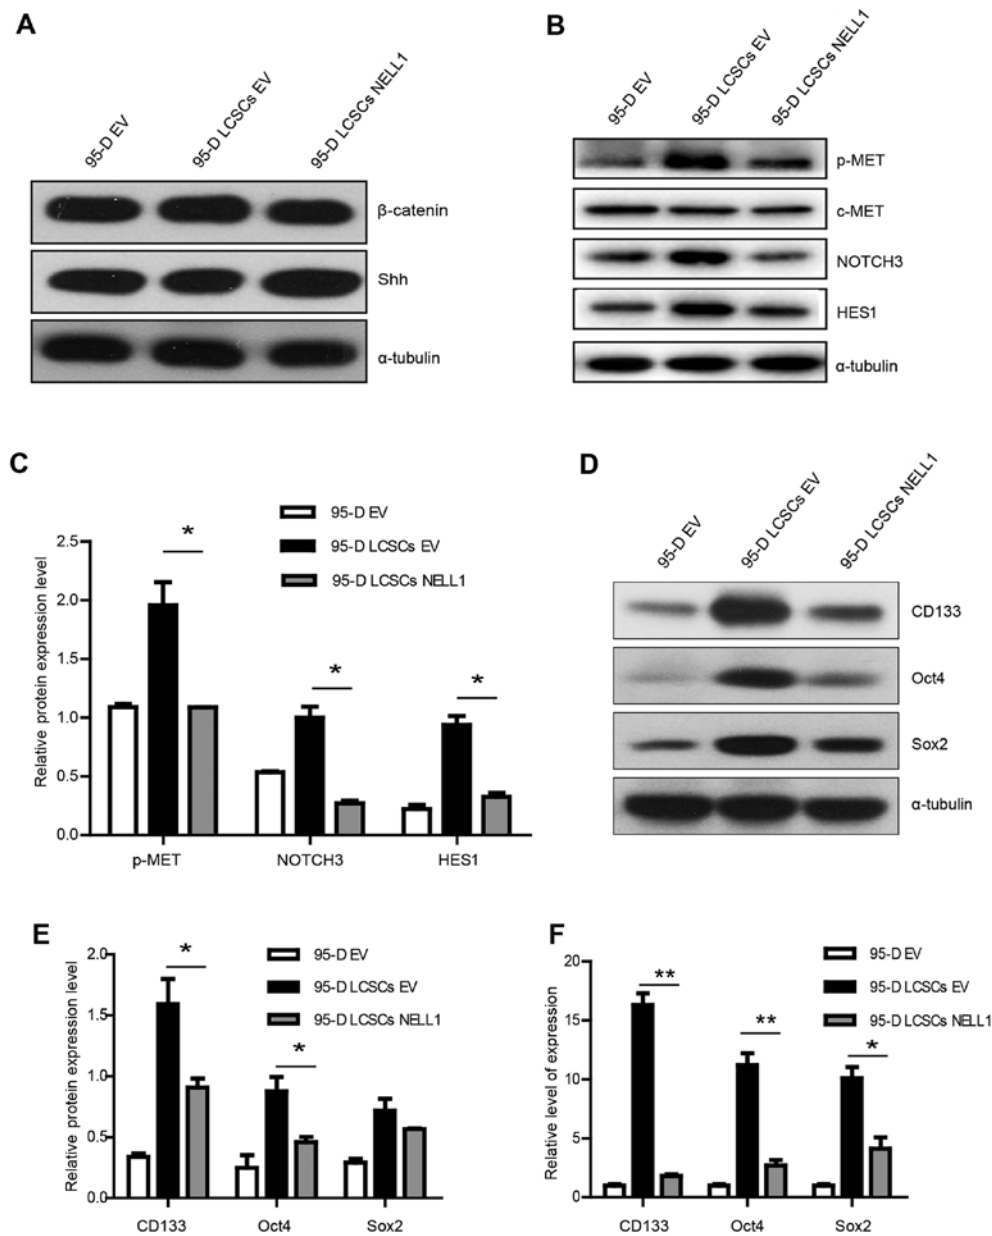 A
95-D EV
95-D LCSCs EV
95-D LCSCs NELL1
β-catenin
Shh
α-tubulin
B
95-D EV
95-D LCSCs EV
95-D LCSCs NELL1
p-MET
c-MET
NOTCH3
HES1
α-tubulin
C
95-D EV
95-D LCSCs EV
95-D LCSCs NELL1
Relative protein expression level
2.5
2.0
1.5
1.0
0.5
0.0
*
*
*
p-MET
NOTCH3
HES1
D
95-D EV
95-D LCSCs EV
95-D LCSCs NELL1
CD133
Oct4
Sox2
α-tubulin
E
95-D EV
95-D LCSCs EV
95-D LCSCs NELL1
Relative protein expression level
2.0
1.5
1.0
0.5
0.0
*
*
CD133
Oct4
Sox2
F
95-D EV
95-D LCSCs EV
95-D LCSCs NELL1
Relative level of expression
20
15
10
5
0
**
**
*
CD133
Oct4
Sox2